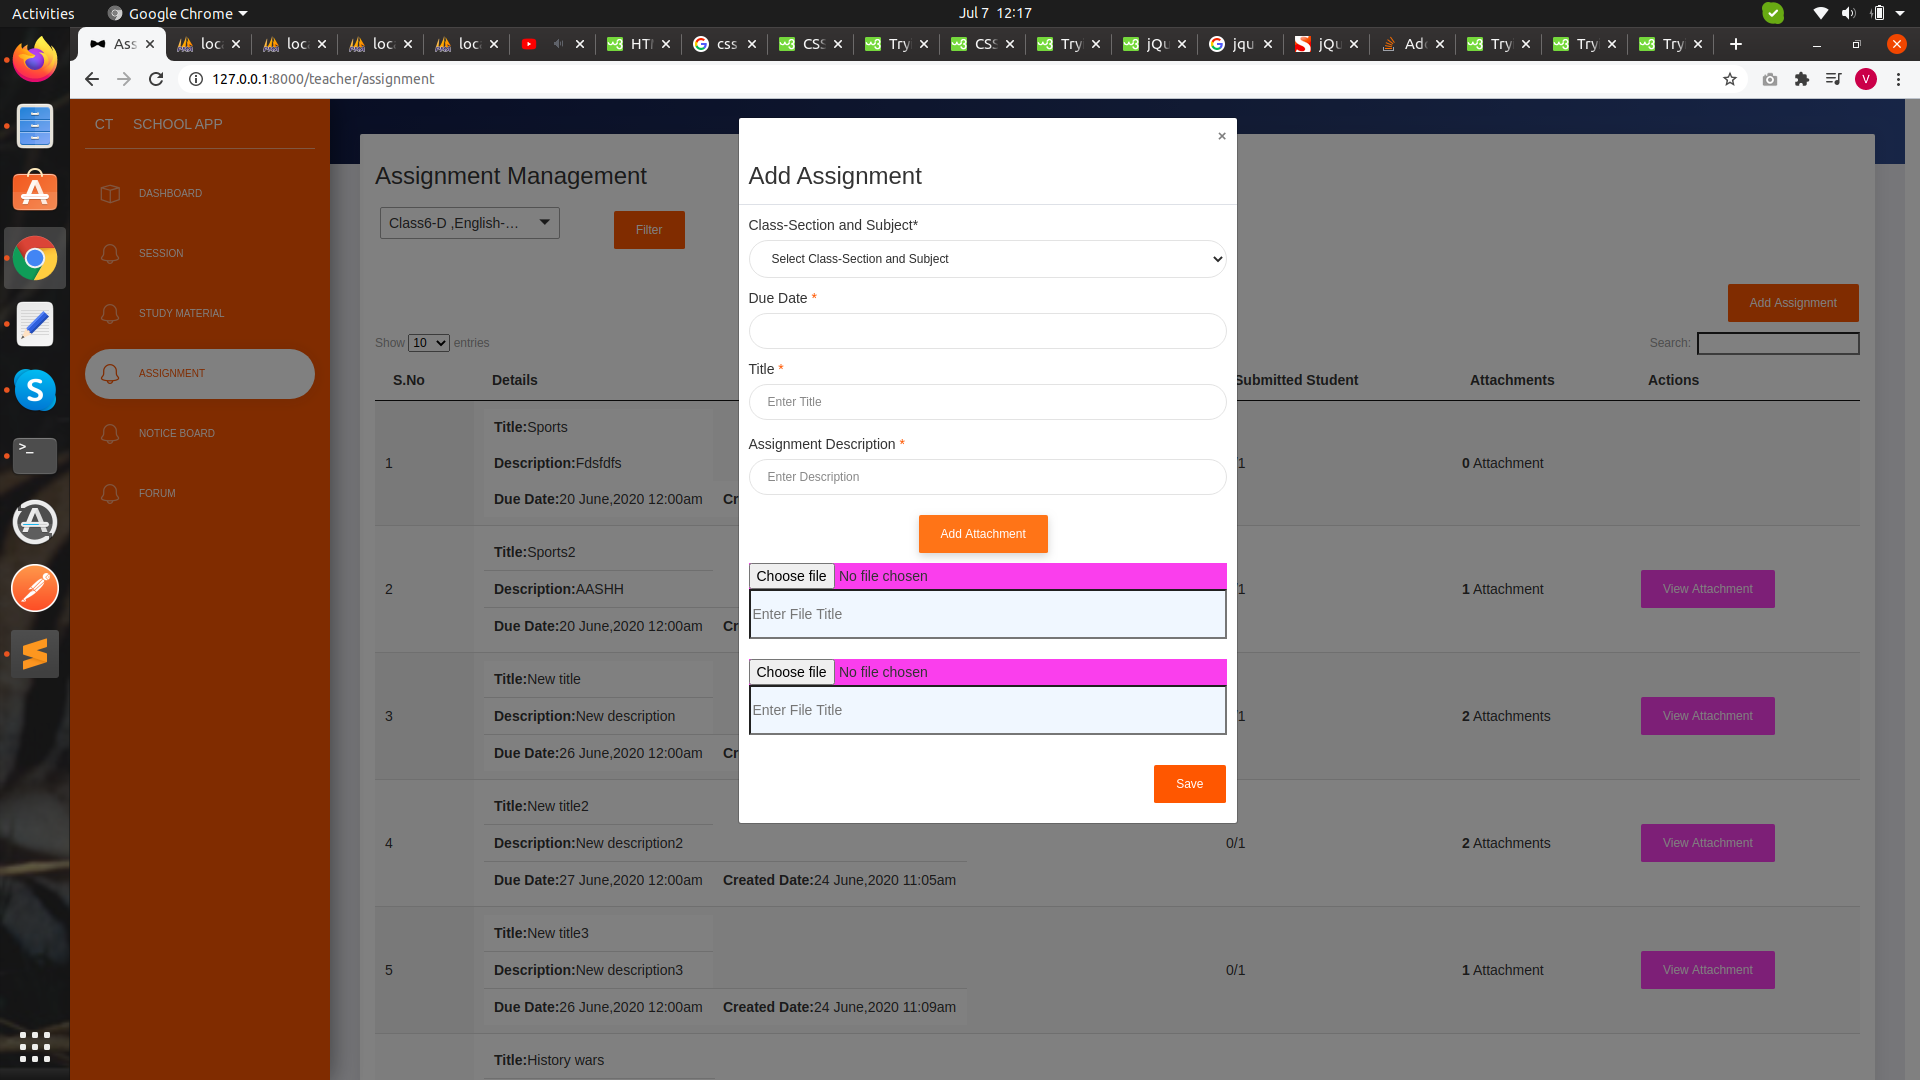 Activities
Google Chrome
Jul 7 12:17
Ass
loca
loca
loca
loca
HTM
css
CSS
Try
CSS
Try
jQu
jqu
jQu
Add
Try
Try
Try
127.0.0.1:8000/teacher/assignment
V
CT SCHOOL APP
DASHBOARD
SESSION
STUDY MATERIAL
ASSIGNMENT
NOTICE BOARD
FORUM
Assignment Management
Class6-D ,English-...
Filter
Add Assignment
Show 10 entries
Search:
S.No
Details
Submitted Student
Attachments
Actions
1
Title:Sports
Description:Fdsfdfs
Due Date:20 June,2020 12:00am
Cr
/1
0 Attachment
2
Title:Sports2
Description:AASHH
Due Date:20 June,2020 12:00am
Cr
/1
1 Attachment
View Attachment
3
Title:New title
Description:New description
Due Date:26 June,2020 12:00am
Cr
/1
2 Attachments
View Attachment
4
Title:New title2
Description:New description2
Due Date:27 June,2020 12:00am
Created Date:24 June,2020 11:05am
0/1
2 Attachments
View Attachment
5
Title:New title3
Description:New description3
Due Date:26 June,2020 12:00am
Created Date:24 June,2020 11:09am
0/1
1 Attachment
View Attachment
Title:History wars
×
Add Assignment
Class-Section and Subject*
Select Class-Section and Subject
Due Date *
Title *
Enter Title
Assignment Description *
Enter Description
Add Attachment
Choose file No file chosen
Enter File Title
Choose file No file chosen
Enter File Title
Save